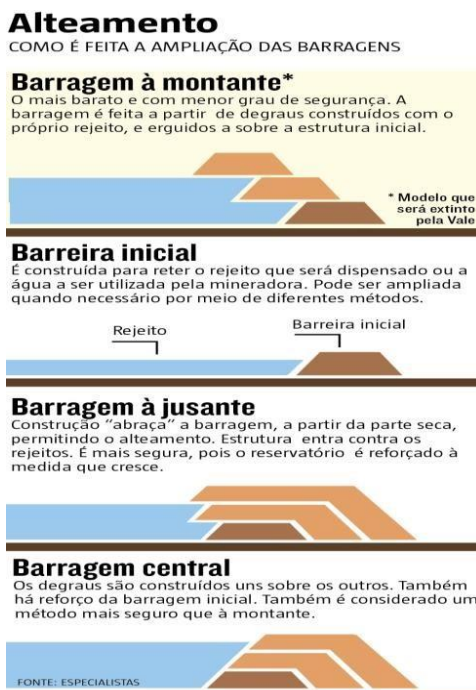 Alteamento
COMO É FEITA A AMPLIAÇÃO DAS BARRAGENS
Barragem à montante*
O mais barato e com menor grau de segurança. A
barragem é feita a partir de degraus construídos com o
próprio rejeito, e erguidos a sobre a estrutura inicial.
* Modelo que
será extinto
pela Vale
Barreira inicial
É construída para reter o rejeito que será dispensado ou a
água a ser utilizada pela mineradora. Pode ser ampliada
quando necessário por meio de diferentes métodos.
Rejeito
Barreira inicial
Barragem à jusante
Construção “abraça” a barragem, a partir da parte seca,
permitindo o alteamento. Estrutura entra contra os
rejeitos. É mais segura, pois o reservatório é reforçado à
medida que cresce.
Barragem central
Os degraus são construídos uns sobre os outros. Também
há reforço da barragem inicial. Também é considerado um
método mais seguro que à montante.
FONTE: ESPECIALISTAS